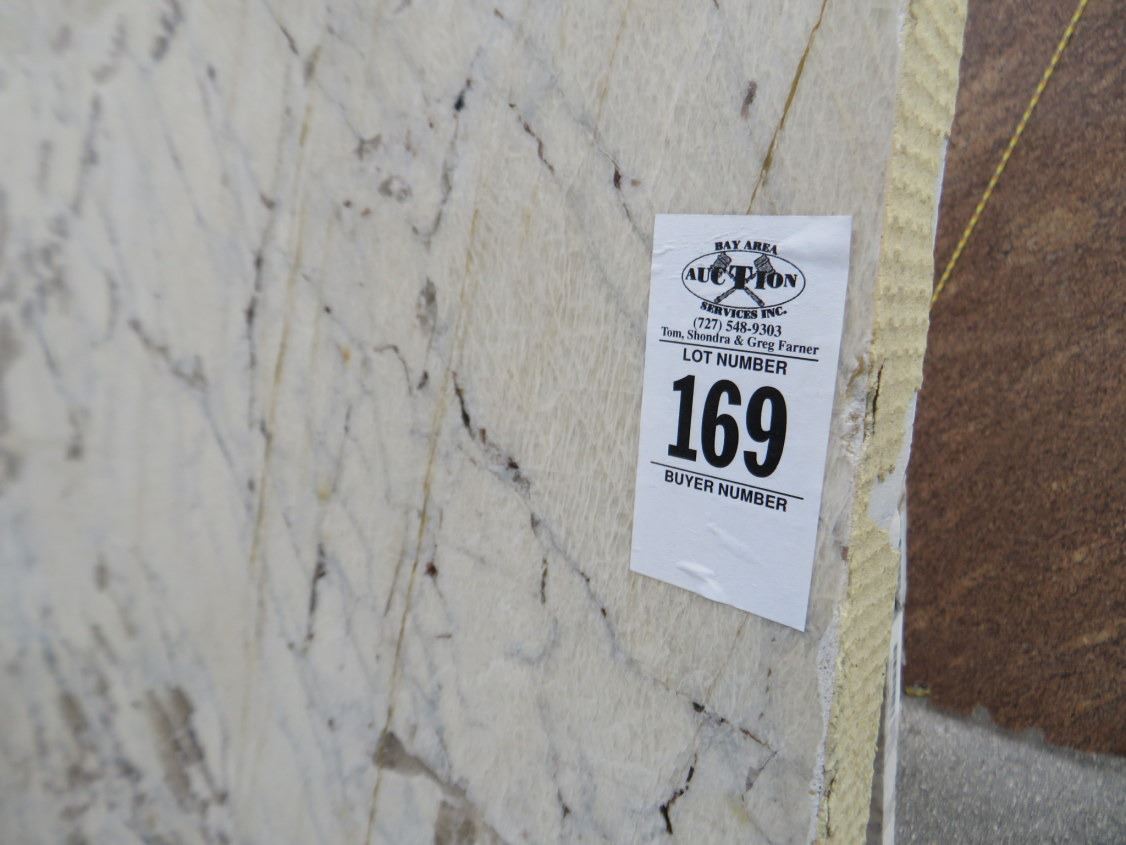 BAY AREA
AUCTION
SERVICES INC.
(727) 548-9303
Tom, Shondra & Greg Farner
LOT NUMBER
169
BUYER NUMBER